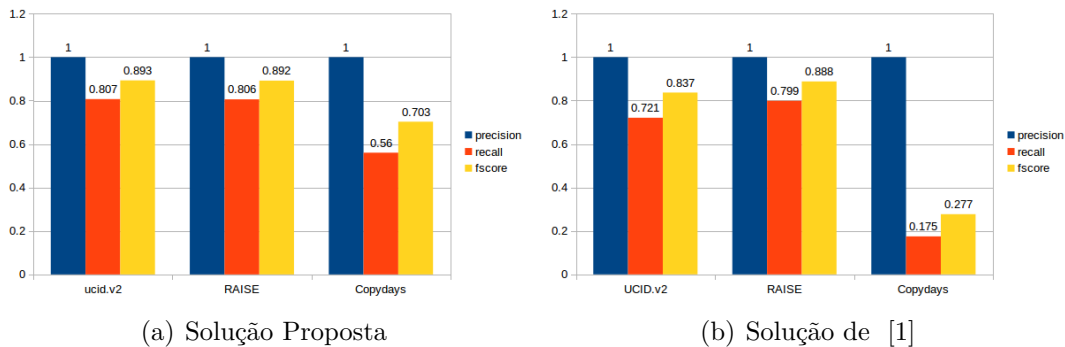 1.2
1
0.8
0.6
0.4
0.2
0
1
0.807
0.893
1
0.806
0.892
1
0.56
0.703
ucid.v2
RAISE
Copydays
precision
recall
fscore
(a) Solução Proposta
1.2
1
0.8
0.6
0.4
0.2
0
1
0.721
0.837
1
0.799
0.888
1
0.175
0.277
UCID.v2
RAISE
Copydays
precision
recall
fscore
(b) Solução de [1]